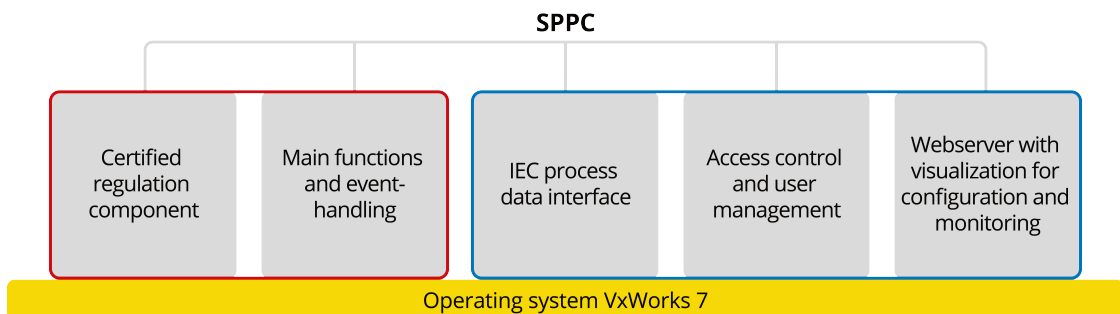 SPPC
Certified
regulation
component
Main functions
and event-
handling
IEC process
data interface
Access control
and user
management
Webserver with
visualization for
configuration and
monitoring
Operating system VxWorks 7